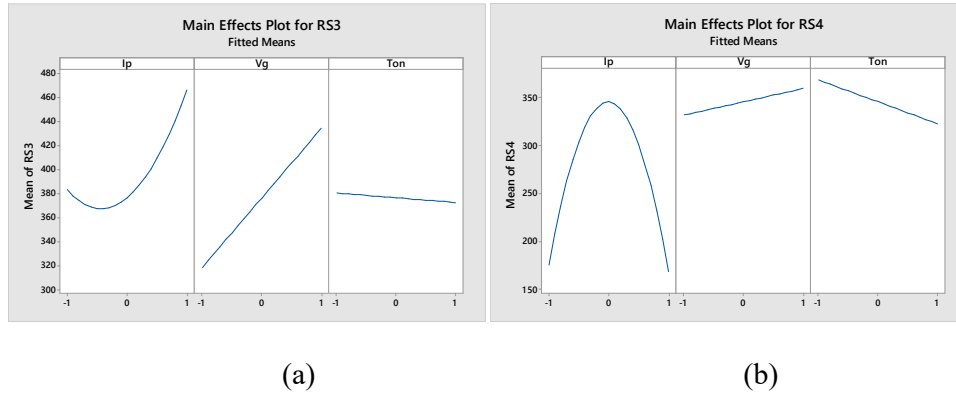 Main Effects Plot for RS3
Fitted Means
Ip Vg Ton
480
460
440
420
400
380
360
340
320
300
Mean of RS3
-1 0 1 -1 0 1 -1 0 1
(a)
Main Effects Plot for RS4
Fitted Means
Ip Vg Ton
350
300
250
200
150
Mean of RS4
-1 0 1 -1 0 1 -1 0 1
(b)